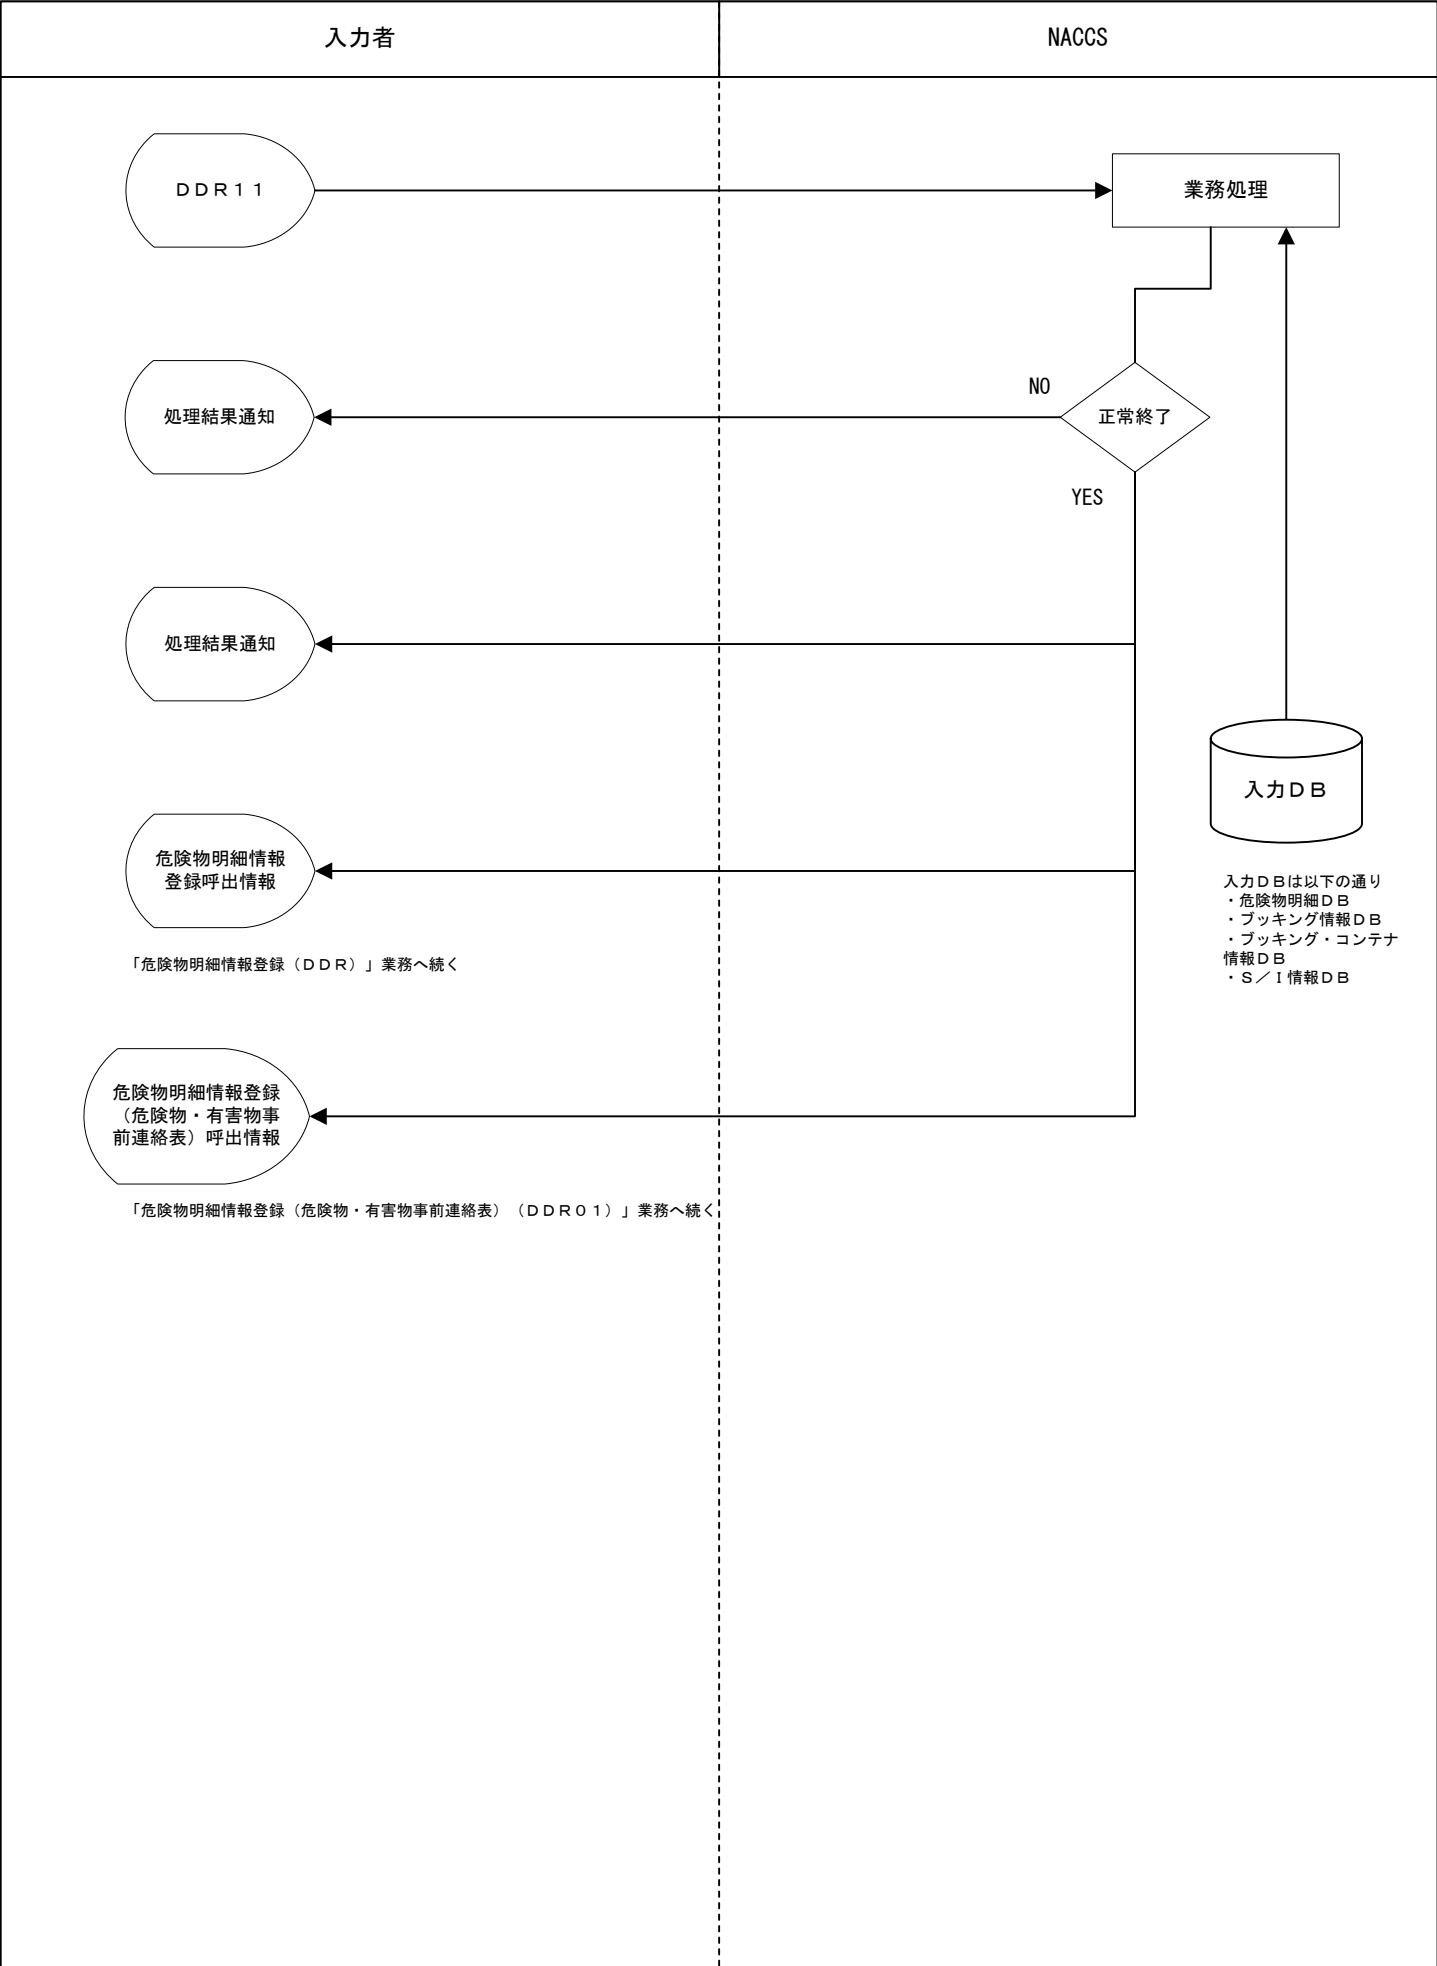 入力者
NACCS
ＤＤＲ１１
業務処理
NO
処理結果通知
正常終了
YES
処理結果通知
入力ＤＢ
危険物明細情報
登録呼出情報
入力ＤＢは以下の通り
・危険物明細ＤＢ
・ブッキング情報ＤＢ
・ブッキング・コンテナ
情報ＤＢ
・Ｓ／Ｉ情報ＤＢ
「危険物明細情報登録（ＤＤＲ）」業務へ続く
危険物明細情報登録
（危険物・有害物事
前連絡表）呼出情報
「危険物明細情報登録（危険物・有害物事前連絡表）（ＤＤＲ０１）」業務へ続く